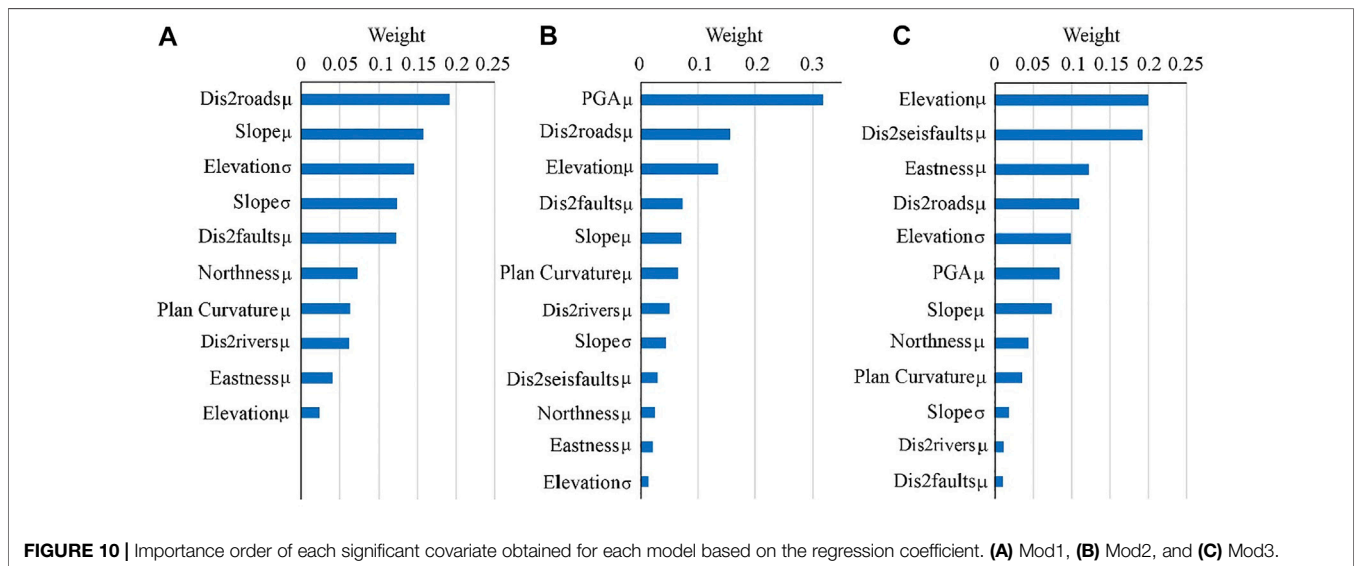 A
Weight
0 0.05 0.1 0.15 0.2 0.25
Dis2roadsμ
Slopeμ
Elevationσ
Slopeσ
Dis2faultsμ
Northnessμ
Plan Curvatureμ
Dis2riversμ
Eastnessμ
Elevationμ
B
Weight
0 0.1 0.2 0.3
PGAμ
Dis2roadsμ
Elevationμ
Dis2faultsμ
Slopeμ
Plan Curvatureμ
Dis2riversμ
Slopeσ
Dis2seisfaultsμ
Northnessμ
Eastnessμ
Elevationσ
C
Weight
0 0.05 0.1 0.15 0.2 0.25
Elevationμ
Dis2seisfaultsμ
Eastnessμ
Dis2roadsμ
Elevationσ
PGAμ
Slopeμ
Northnessμ
Plan Curvatureμ
Slopeσ
Dis2riversμ
Dis2faultsμ
FIGURE 10 | Importance order of each significant covariate obtained for each model based on the regression coefficient. (A) Mod1, (B) Mod2, and (C) Mod3.